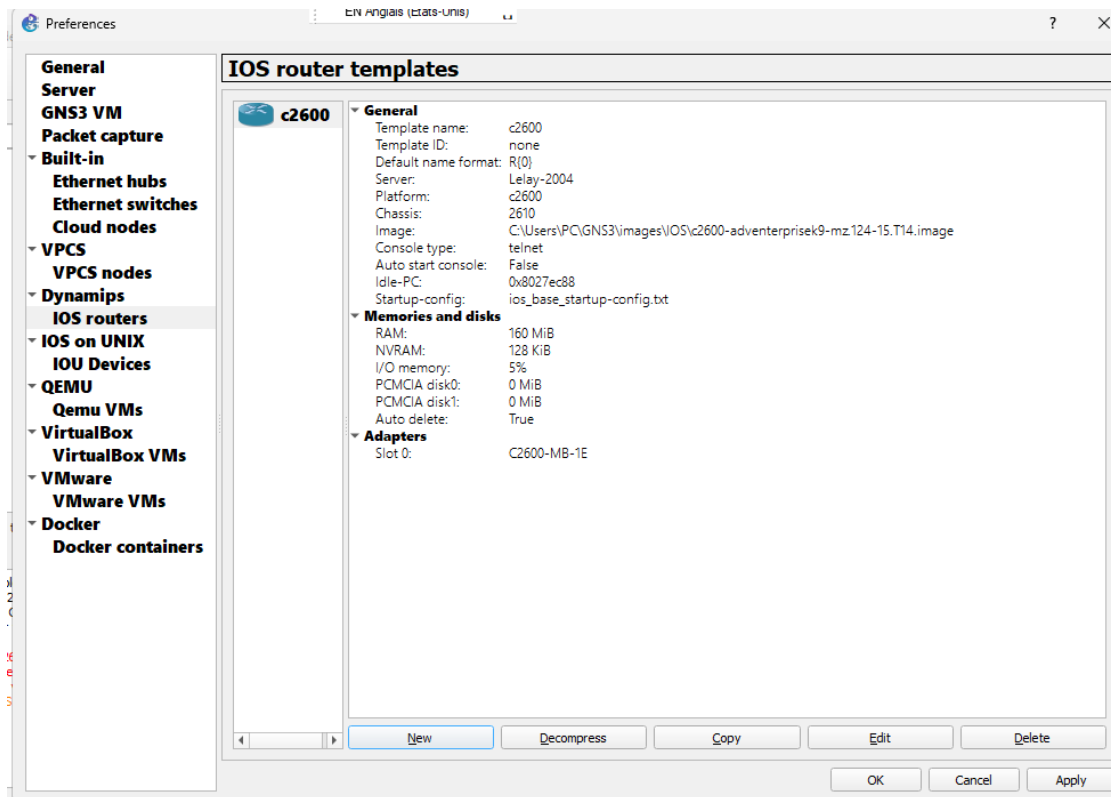 EN Anglais (États-Unis)
Preferences
?
General
Server
GNS3 VM
Packet capture
Built-in
Ethernet hubs
Ethernet switches
Cloud nodes
VPCS
VPCS nodes
Dynamips
IOS routers
IOS on UNIX
IOU Devices
QEMU
Qemu VMs
VirtualBox
VirtualBox VMs
VMware
VMware VMs
Docker
Docker containers
IOS router templates
c2600
General
Template name: c2600
Template ID: none
Default name format: R{0}
Server: Lelay-2004
Platform: c2600
Chassis: 2610
Image: C:\Users\PC\GNS3\images\IOS\c2600-adventerprisek9-mz.124-15.T14.image
Console type: telnet
Auto start console: False
Idle-PC: 0x8027ec88
Startup-config: ios_base_startup-config.txt
Memories and disks
RAM: 160 MiB
NVRAM: 128 KiB
I/O memory: 5%
PCMCIA disk0: 0 MiB
PCMCIA disk1: 0 MiB
Auto delete: True
Adapters
Slot 0: C2600-MB-1E
New Decompress Copy Edit Delete
OK Cancel Apply